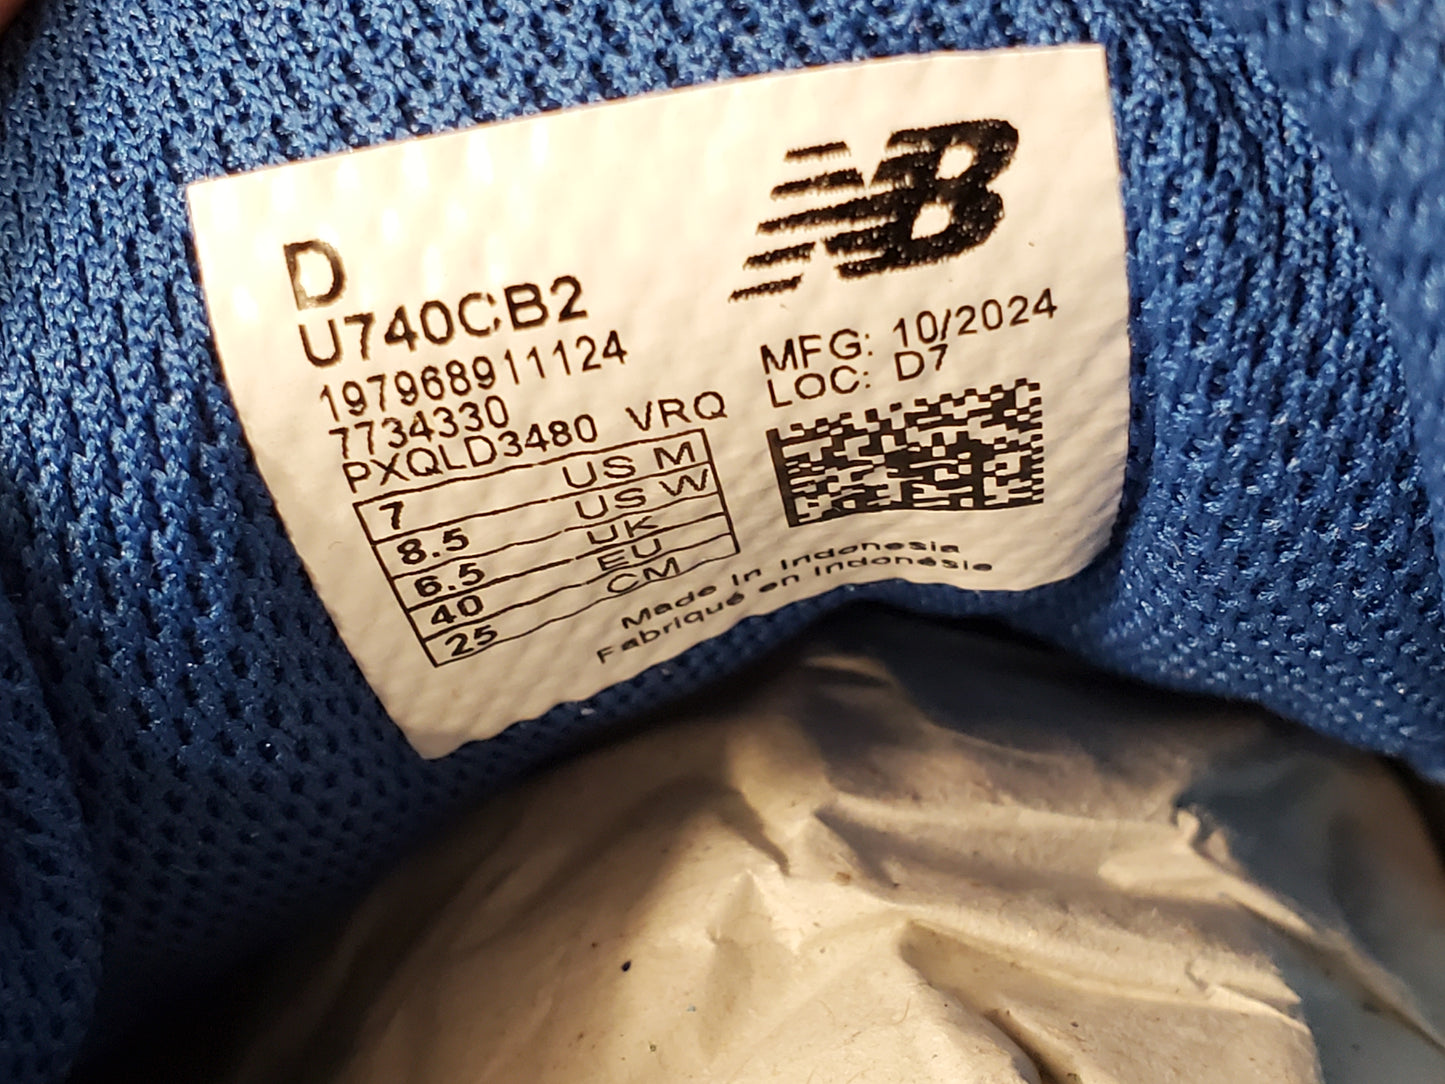 D
U740CB2
197968911124
7734330
PXQLD3480 VRQ
7 US M
8.5 US W
6.5 UK
40 EU
25 CM
NB
MFG: 10/2024
LOC: D7
Made in Indonesia
Fabriqué en Indonésie